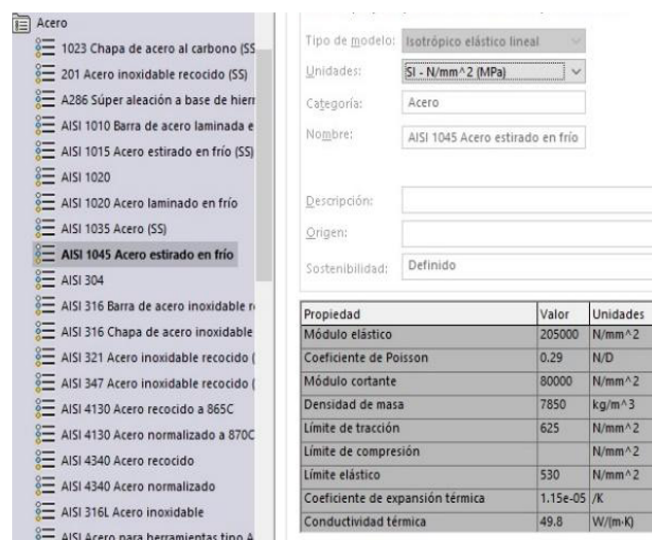 Acero
1023 Chapa de acero al carbono (SS
201 Acero inoxidable recocido (SS)
A286 Súper aleación a base de hierr
AISI 1010 Barra de acero laminada e
AISI 1015 Acero estirado en frío (SS)
AISI 1020
AISI 1020 Acero laminado en frío
AISI 1035 Acero (SS)
AISI 1045 Acero estirado en frío
AISI 304
AISI 316 Barra de acero inoxidable r
AISI 316 Chapa de acero inoxidable
AISI 321 Acero inoxidable recocido (
AISI 347 Acero inoxidable recocido (
AISI 4130 Acero recocido a 865C
AISI 4130 Acero normalizado a 870C
AISI 4340 Acero recocido
AISI 4340 Acero normalizado
AISI 316L Acero inoxidable
AISI Acero para herramientas tipo A
Tipo de modelo: Isotrópico elástico lineal
Unidades: SI - N/mm^2 (MPa)
Categoría: Acero
Nombre: AISI 1045 Acero estirado en frío
Descripción:
Origen:
Sostenibilidad: Definido
Propiedad Valor Unidades
Módulo elástico 205000 N/mm^2
Coeficiente de Poisson 0.29 N/D
Módulo cortante 80000 N/mm^2
Densidad de masa 7850 kg/m^3
Límite de tracción 625 N/mm^2
Límite de compresión N/mm^2
Límite elástico 530 N/mm^2
Coeficiente de expansión térmica 1.15e-05 /K
Conductividad térmica 49.8 W/(m·K)